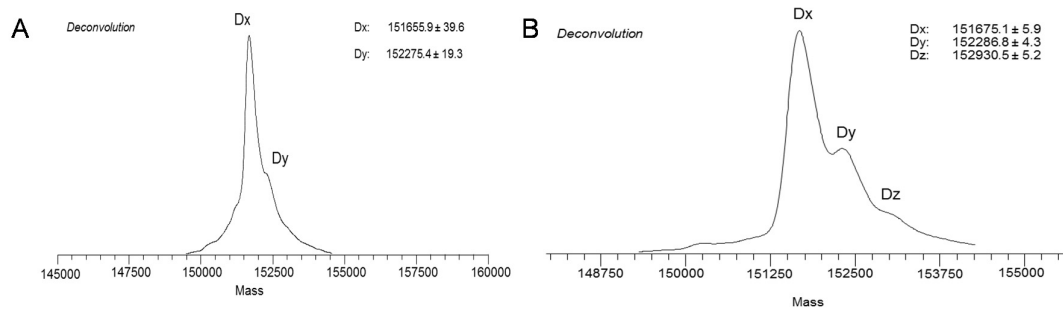 A
Deconvolution
Dx
Dx: 151655.9 ± 39.6
Dy: 152275.4 ± 19.3
Dy
145000 147500 150000 152500 155000 157500 160000
Mass
B
Deconvolution
Dx
Dx: 151675.1 ± 5.9
Dy: 152286.8 ± 4.3
Dz: 152930.5 ± 5.2
Dy
Dz
148750 150000 151250 152500 153750 155000
Mass